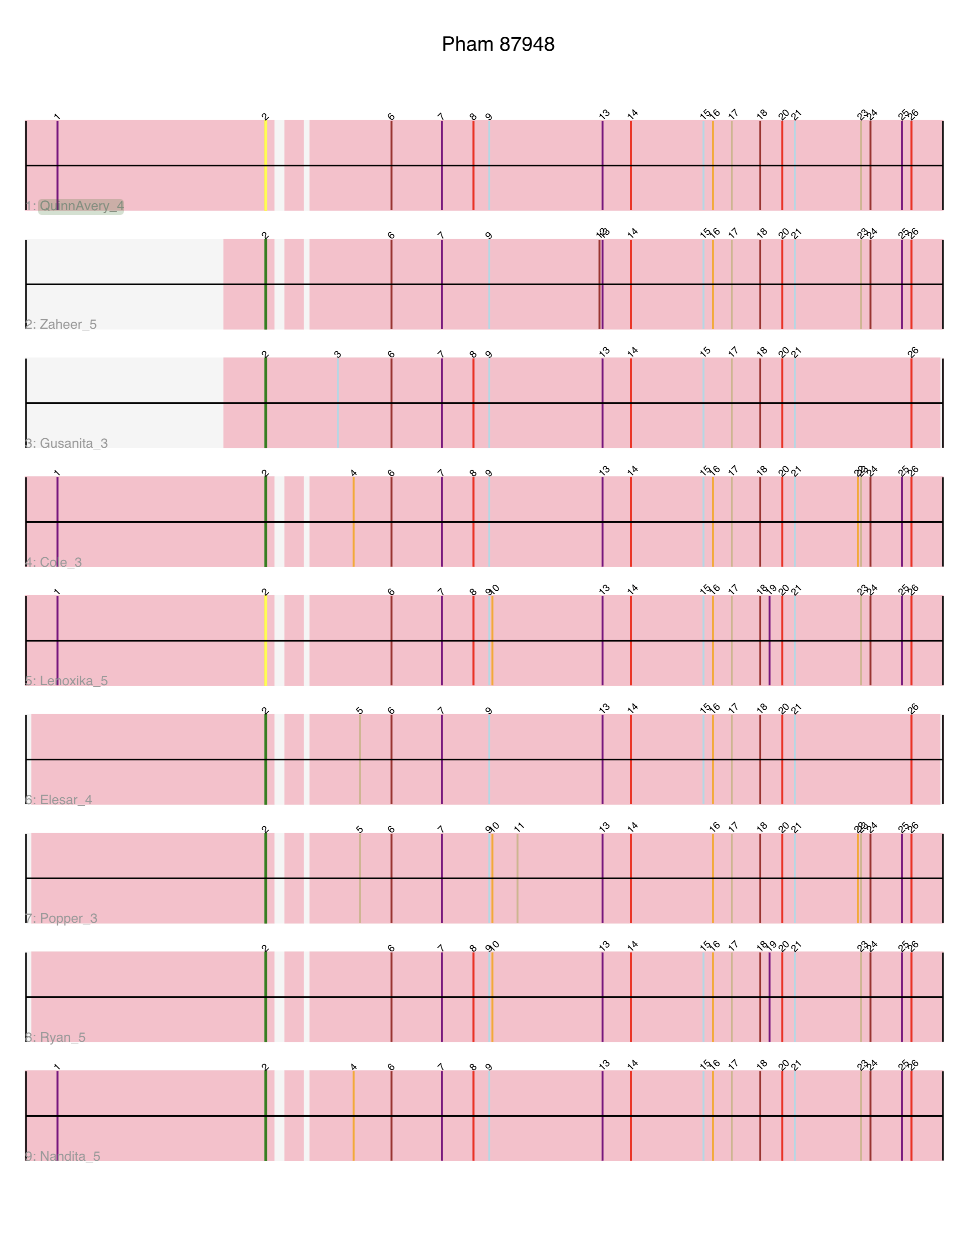 Pham 87948
1 2 6 7 8 9 13 14 15 16 17 18 20 21 23 24 25 26
1: QuinnAvery_4
2 6 7 9 12 13 14 15 16 17 18 20 21 23 24 25 26
2: Zaheer_5
2 3 6 7 8 9 13 14 15 17 18 20 21 26
3: Gusanita_3
1 2 4 6 7 8 9 13 14 15 16 17 18 20 21 22 23 24 25 26
4: Cole_3
1 2 6 7 8 9 10 13 14 15 16 17 18 19 20 21 23 24 25 26
5: Lenoxika_5
2 5 6 7 9 13 14 15 16 17 18 20 21 26
6: Elesar_4
2 5 6 7 9 10 11 13 14 16 17 18 20 21 22 23 24 25 26
7: Popper_3
2 6 7 8 9 10 13 14 15 16 17 18 19 20 21 23 24 25 26
8: Ryan_5
1 2 4 6 7 8 9 13 14 15 16 17 18 20 21 23 24 25 26
9: Nandita_5